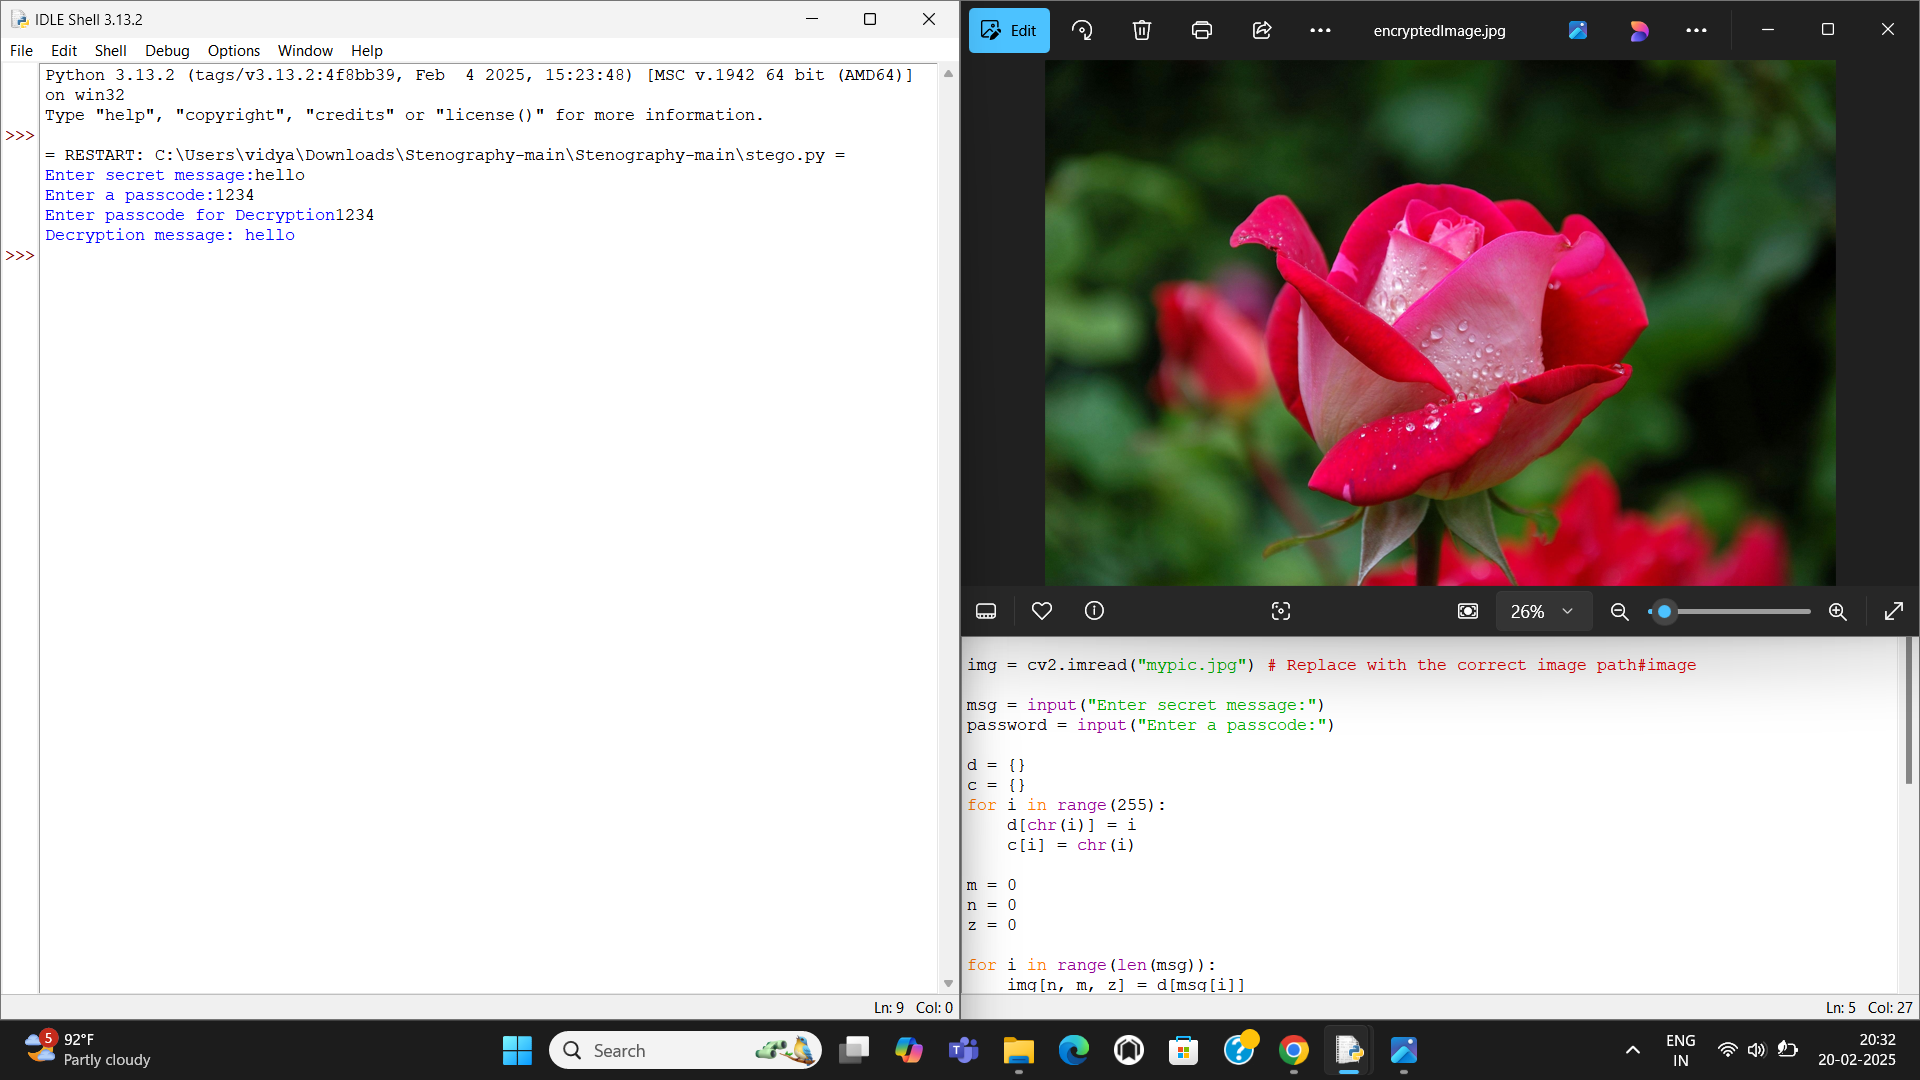 IDLE Shell 3.13.2
File Edit Shell Debug Options Window Help
Python 3.13.2 (tags/v3.13.2:4f8bb39, Feb  4 2025, 15:23:48) [MSC v.1942 64 bit (AMD64)]
on win32
Type "help", "copyright", "credits" or "license()" for more information.
>>>
= RESTART: C:\Users\vidya\Downloads\Stenography-main\Stenography-main\stego.py =
Enter secret message:hello
Enter a passcode:1234
Enter passcode for Decryption1234
Decryption message: hello
>>>
Ln: 9 Col: 0
Edit
encryptedImage.jpg
26%
img = cv2.imread("mypic.jpg") # Replace with the correct image path#image
msg = input("Enter secret message:")
password = input("Enter a passcode:")
d = {}
c = {}
for i in range(255):
    d[chr(i)] = i
    c[i] = chr(i)
m = 0
n = 0
z = 0
for i in range(len(msg)):
    img[n, m, z] = d[msg[i]]
Ln: 5 Col: 27
5
92°F
Partly cloudy
Search
ENG
IN
20:32
20-02-2025